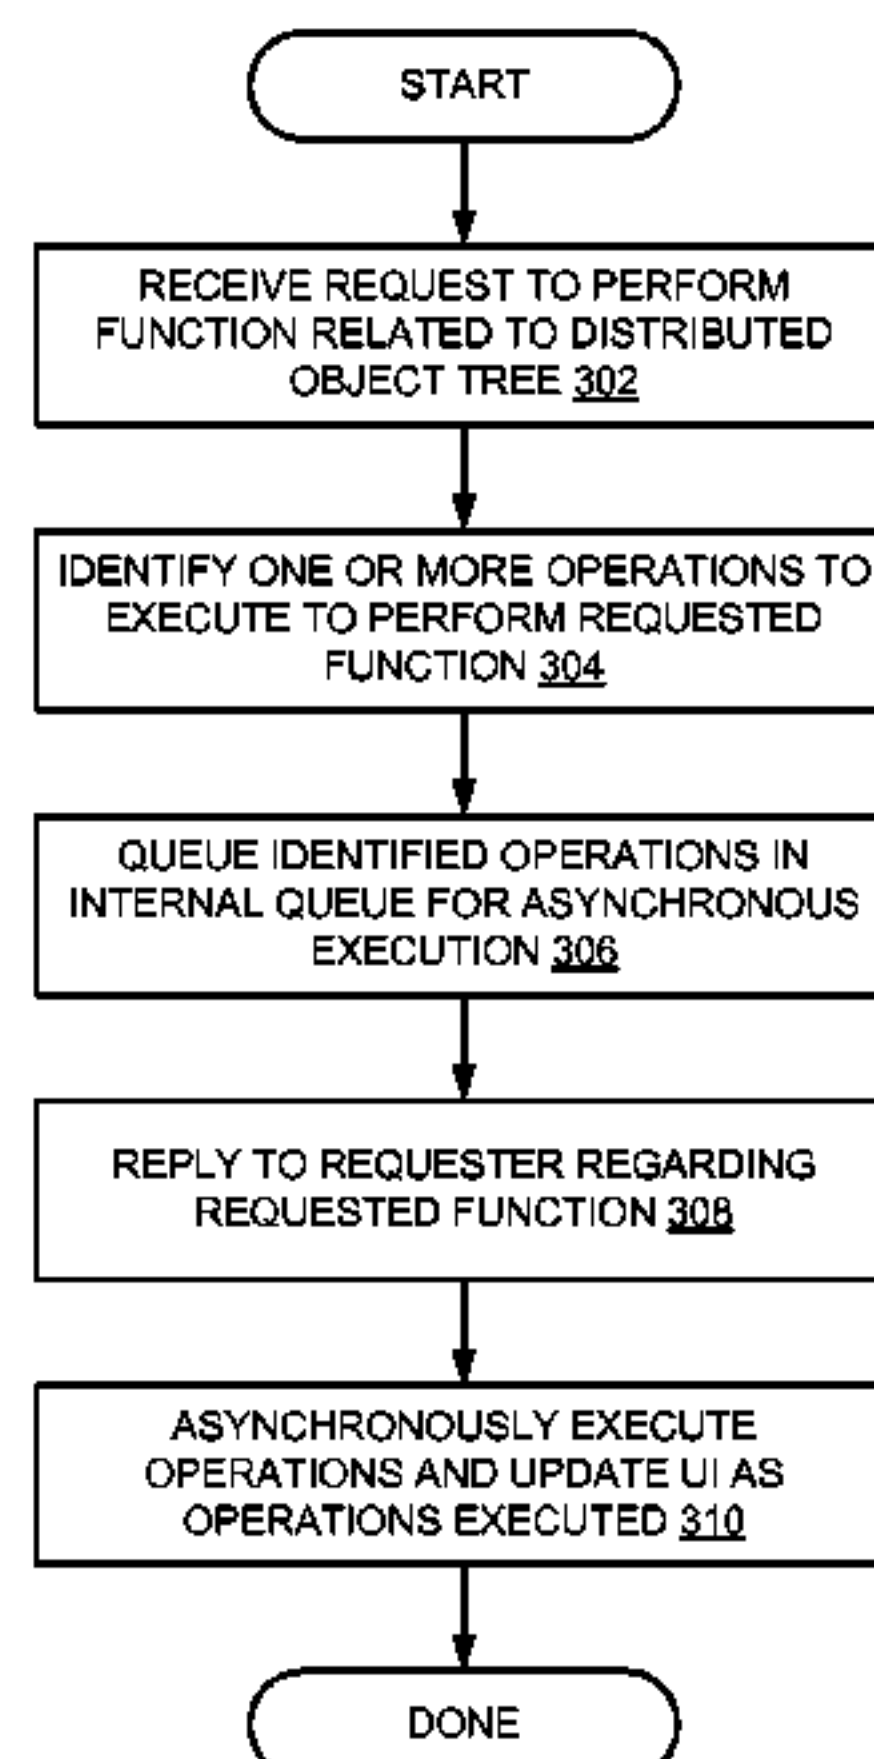 START
RECEIVE REQUEST TO PERFORM
FUNCTION RELATED TO DISTRIBUTED
OBJECT TREE 302
IDENTIFY ONE OR MORE OPERATIONS TO
EXECUTE TO PERFORM REQUESTED
FUNCTION 304
QUEUE IDENTIFIED OPERATIONS IN
INTERNAL QUEUE FOR ASYNCHRONOUS
EXECUTION 306
REPLY TO REQUESTER REGARDING
REQUESTED FUNCTION 308
ASYNCHRONOUSLY EXECUTE
OPERATIONS AND UPDATE UI AS
OPERATIONS EXECUTED 310
DONE